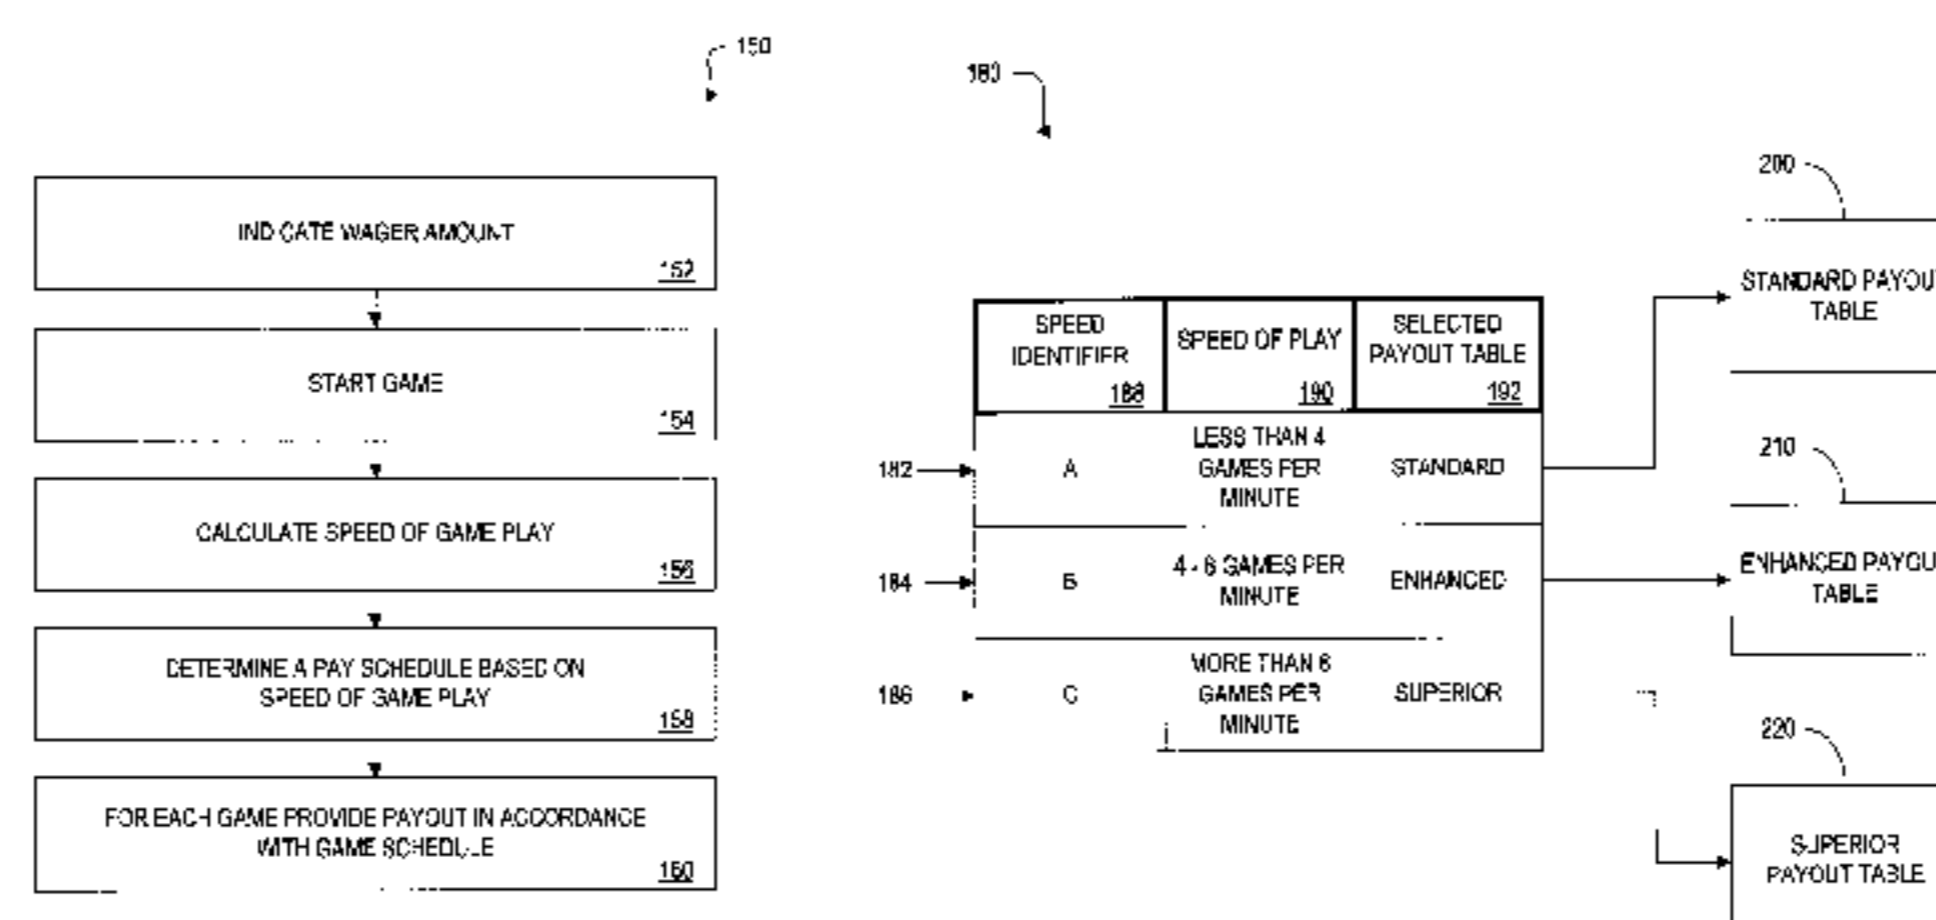 150
INDICATE WAGER AMOUNT
152
START GAME
154
CALCULATE SPEED OF GAME PLAY
156
DETERMINE A PAY SCHEDULE BASED ON
SPEED OF GAME PLAY
158
FOR EACH GAME PROVIDE PAYOUT IN ACCORDANCE
WITH GAME SCHEDULE
160
180
SPEED
IDENTIFIER
188
SPEED OF PLAY
190
SELECTED
PAYOUT TABLE
192
182
A
LESS THAN 4
GAMES PER
MINUTE
STANDARD
184
B
4 - 6 GAMES PER
MINUTE
ENHANCED
186
C
MORE THAN 6
GAMES PER
MINUTE
SUPERIOR
200
STANDARD PAYOU
TABLE
210
ENHANCED PAYOU
TABLE
220
SUPERIOR
PAYOUT TABLE